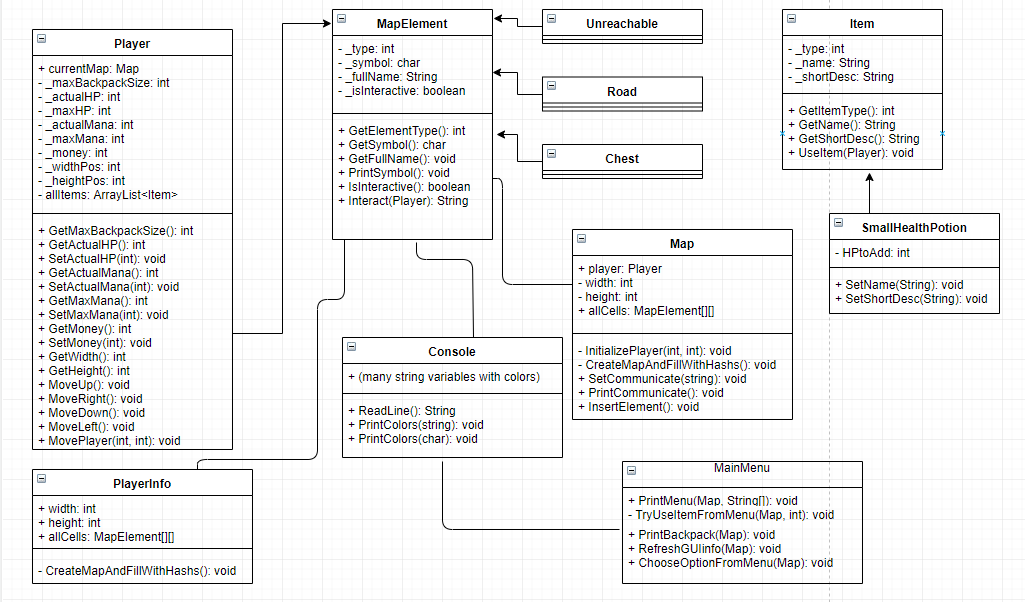 Player
+ currentMap: Map
- _maxBackpackSize: int
- _actualHP: int
- _maxHP: int
- _actualMana: int
- _maxMana: int
- _money: int
- _widthPos: int
- _heightPos: int
- allItems: ArrayList<Item>
+ GetMaxBackpackSize(): int
+ GetActualHP(): int
+ SetActualHP(int): void
+ GetActualMana(): int
+ SetActualMana(int): void
+ GetMaxMana(): int
+ SetMaxMana(int): void
+ GetMoney(): int
+ SetMoney(int): void
+ GetWidth(): int
+ GetHeight(): int
+ MoveUp(): void
+ MoveRight(): void
+ MoveDown(): void
+ MoveLeft(): void
+ MovePlayer(int, int): void
MapElement
- _type: int
- _symbol: char
- _fullName: String
- _isInteractive: boolean
+ GetElementType(): int
+ GetSymbol(): char
+ GetFullName(): void
+ PrintSymbol(): void
+ IsInteractive(): boolean
+ Interact(Player): String
Unreachable
Road
Chest
Item
- _type: int
- _name: String
- _shortDesc: String
+ GetItemType(): int
+ GetName(): String
+ GetShortDesc(): String
+ UseItem(Player): void
SmallHealthPotion
- HPtoAdd: int
+ SetName(String): void
+ SetShortDesc(String): void
Map
+ player: Player
- width: int
- height: int
+ allCells: MapElement[][]
- InitializePlayer(int, int): void
- CreateMapAndFillWithHashs(): void
+ SetCommunicate(string): void
+ PrintCommunicate(): void
+ InsertElement(): void
Console
+ (many string variables with colors)
+ ReadLine(): String
+ PrintColors(string): void
+ PrintColors(char): void
PlayerInfo
+ width: int
+ height: int
+ allCells: MapElement[][]
- CreateMapAndFillWithHashs(): void
MainMenu
+ PrintMenu(Map, String[]): void
- TryUseItemFromMenu(Map, int): void
+ PrintBackpack(Map): void
+ RefreshGUIinfo(Map): void
+ ChooseOptionFromMenu(Map): void